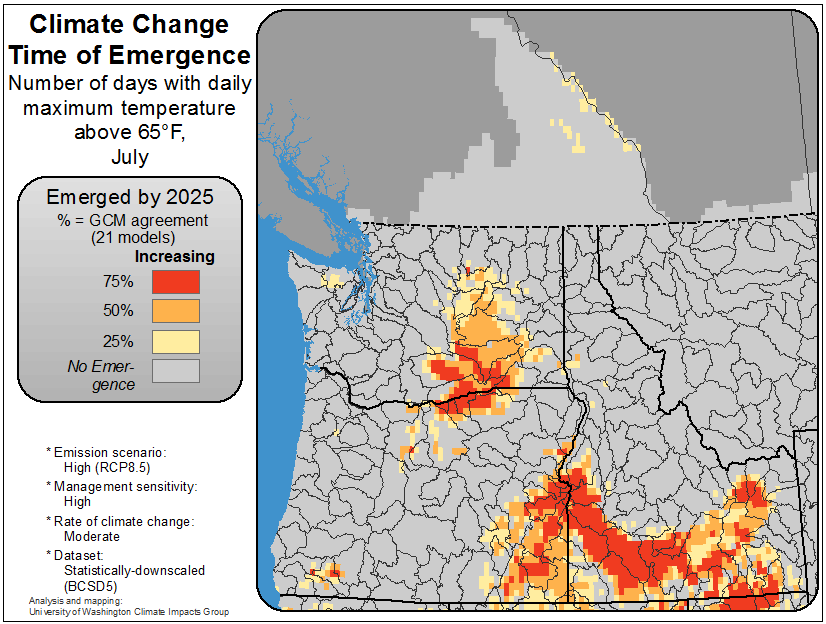 Climate Change
Time of Emergence
Number of days with daily
maximum temperature
above 65°F,
July
Emerged by 2025
% = GCM agreement
(21 models)
Increasing
75%
50%
25%
No Emer-
gence
* Emission scenario:
High (RCP8.5)
* Management sensitivity:
High
* Rate of climate change:
Moderate
* Dataset:
Statistically-downscaled
(BCSD5)
Analysis and mapping:
University of Washington Climate Impacts Group